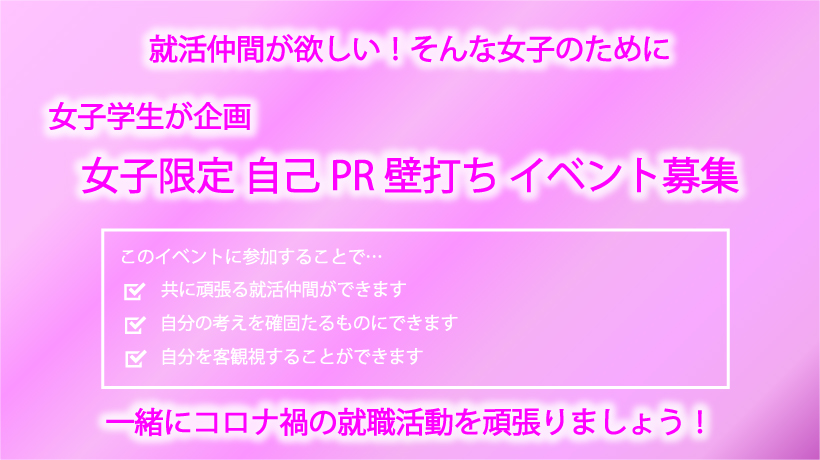 就活仲間が欲しい！そんな女子のために
女子学生が企画
女子限定 自己 PR 壁打ち イベント募集
このイベントに参加することで…
共に頑張る就活仲間ができます
自分の考えを確固たるものにできます
自分を客観視することができます
一緒にコロナ禍の就職活動を頑張りましょう！